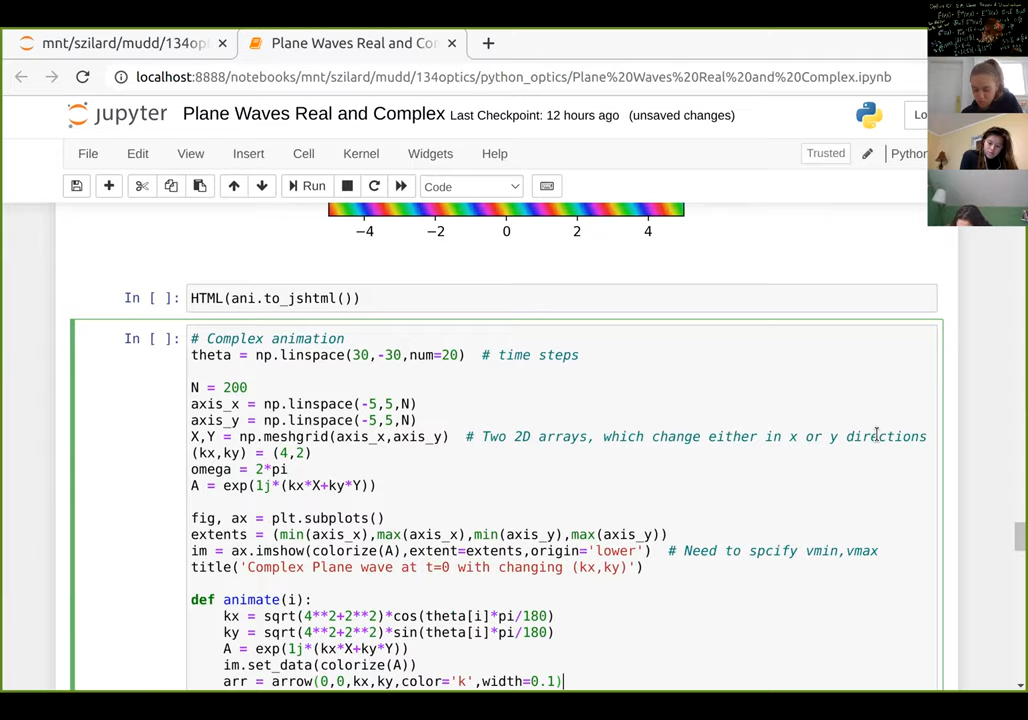 mnt/szilard/mudd/134op
Plane Waves Real and Co
localhost:8888/notebooks/mnt/szilard/mudd/134optics/python_optics/Plane%20Waves%20Real%20and%20Complex.ipynb
jupyter Plane Waves Real and Complex Last Checkpoint: 12 hours ago (unsaved changes)
Lo
File Edit View Insert Cell Kernel Widgets Help Trusted Python
Run Code
−4 −2 0 2 4
In [ ]: HTML(ani.to_jshtml())
In [ ]: # Complex animation
theta = np.linspace(30,-30,num=20)  # time steps
N = 200
axis_x = np.linspace(-5,5,N)
axis_y = np.linspace(-5,5,N)
X,Y = np.meshgrid(axis_x,axis_y)  # Two 2D arrays, which change either in x or y directions
(kx,ky) = (4,2)
omega = 2*pi
A = exp(1j*(kx*X+ky*Y))
fig, ax = plt.subplots()
extents = (min(axis_x),max(axis_x),min(axis_y),max(axis_y))
im = ax.imshow(colorize(A),extent=extents,origin='lower')  # Need to spcify vmin,vmax
title('Complex Plane wave at t=0 with changing (kx,ky)')
def animate(i):
kx = sqrt(4**2+2**2)*cos(theta[i]*pi/180)
ky = sqrt(4**2+2**2)*sin(theta[i]*pi/180)
A = exp(1j*(kx*X+ky*Y))
im.set_data(colorize(A))
arr = arrow(0,0,kx,ky,color='k',width=0.1)